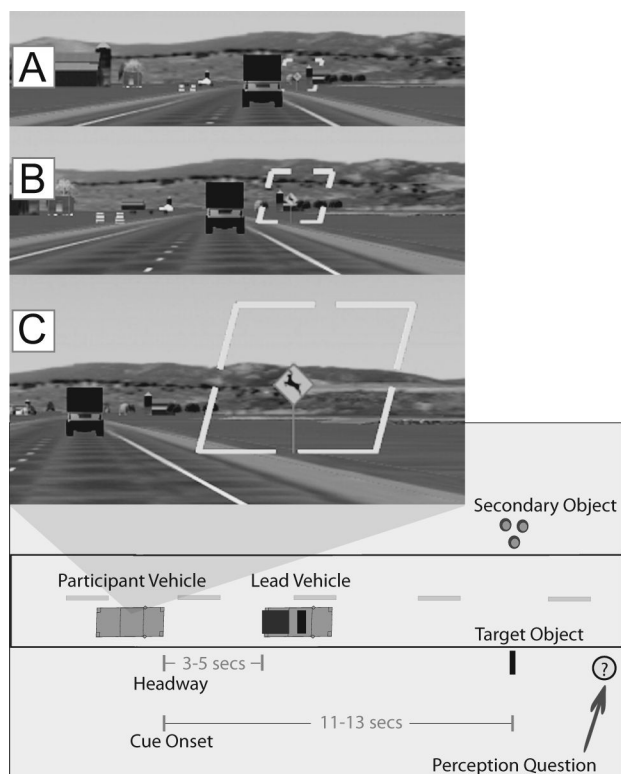 A
B
C
Secondary Object
Participant Vehicle
Lead Vehicle
Target Object
3-5 secs
?
Headway
11-13 secs
Cue Onset
Perception Question